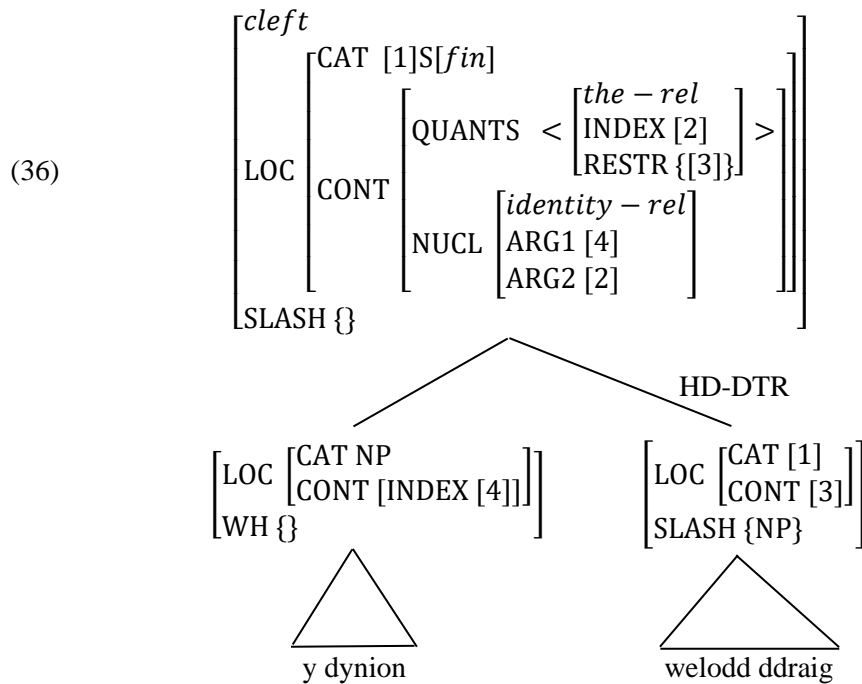 cleft
CAT [1]S[fin]
the − rel
QUANTS < INDEX [2] >
RESTR {[3]}
(36)
LOC
CONT
identity − rel
NUCL ARG1 [4]
ARG2 [2]
SLASH {}
HD-DTR
LOC CAT NP
CONT [INDEX [4]]
WH {}
LOC CAT [1]
CONT [3]
SLASH {NP}
y dynion
welodd ddraig